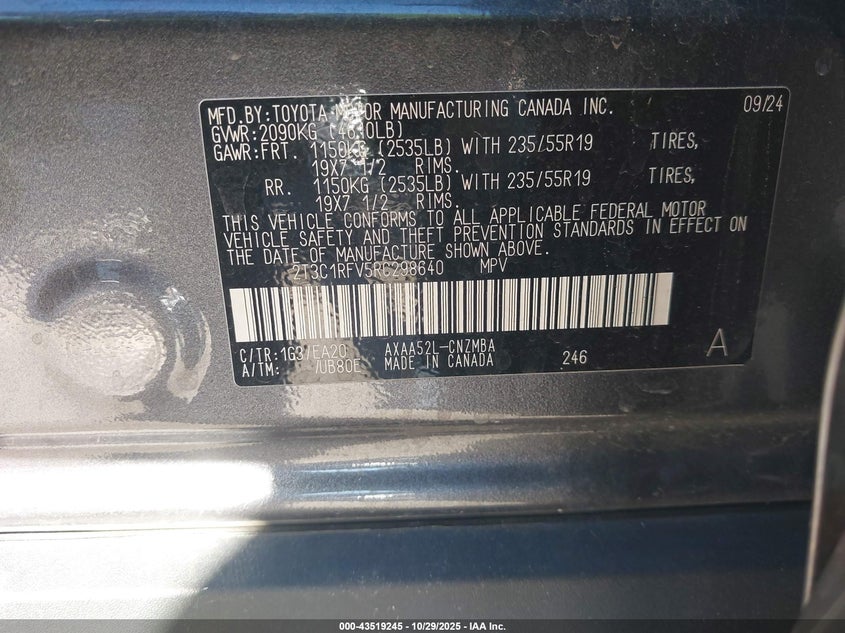 MFD.BY:TOYOTA MOTOR MANUFACTURING CANADA INC. 09/24
GVWR:2090KG (4610LB)
GAWR:FRT. 1150KG (2535LB) WITH 235/55R19 TIRES,
19X7 1/2 RIMS.
RR. 1150KG (2535LB) WITH 235/55R19 TIRES,
19X7 1/2 RIMS.
THIS VEHICLE CONFORMS TO ALL APPLICABLE FEDERAL MOTOR
VEHICLE SAFETY AND THEFT PREVENTION STANDARDS IN EFFECT ON
THE DATE OF MANUFACTURE SHOWN ABOVE.
2T3C1RFV5RC298640 MPV
C/TR:1G37EA20 AXAA52L-CNZMBA A
A/TM: /UB80E MADE IN CANADA 246
000-43519245 - 10/29/2025 - IAA Inc.